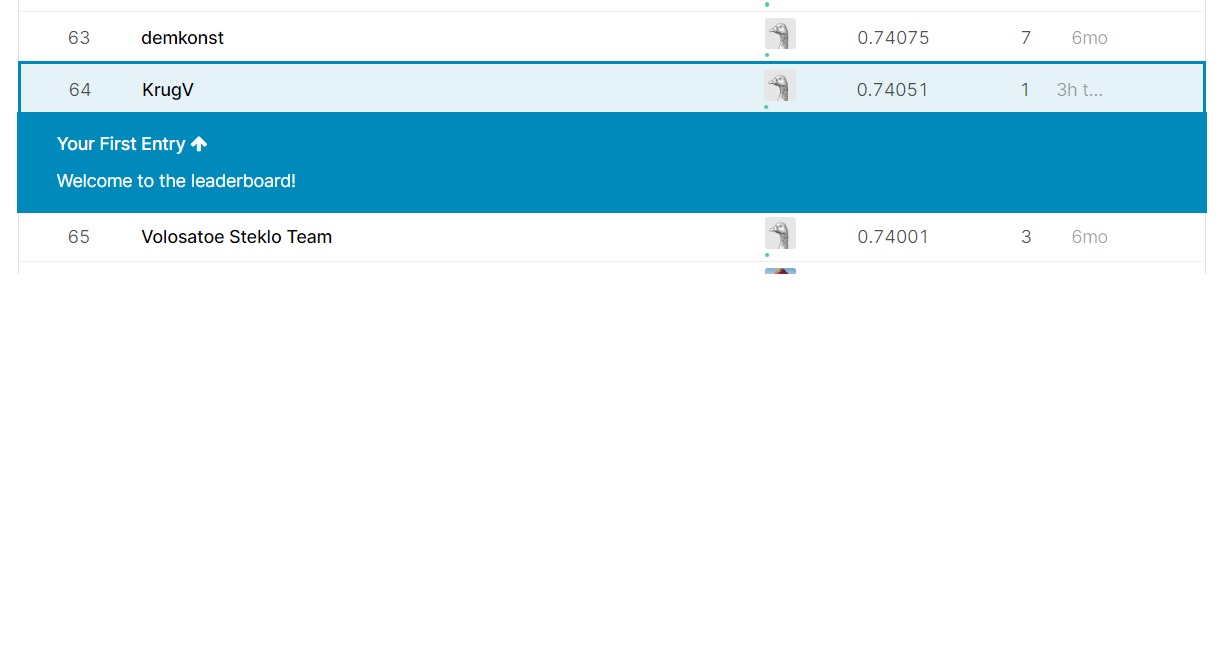 63 demkonst 0.74075 7 6mo
64 KrugV 0.74051 1 3h t...
Your First Entry
Welcome to the leaderboard!
65 Volosatoe Steklo Team 0.74001 3 6mo